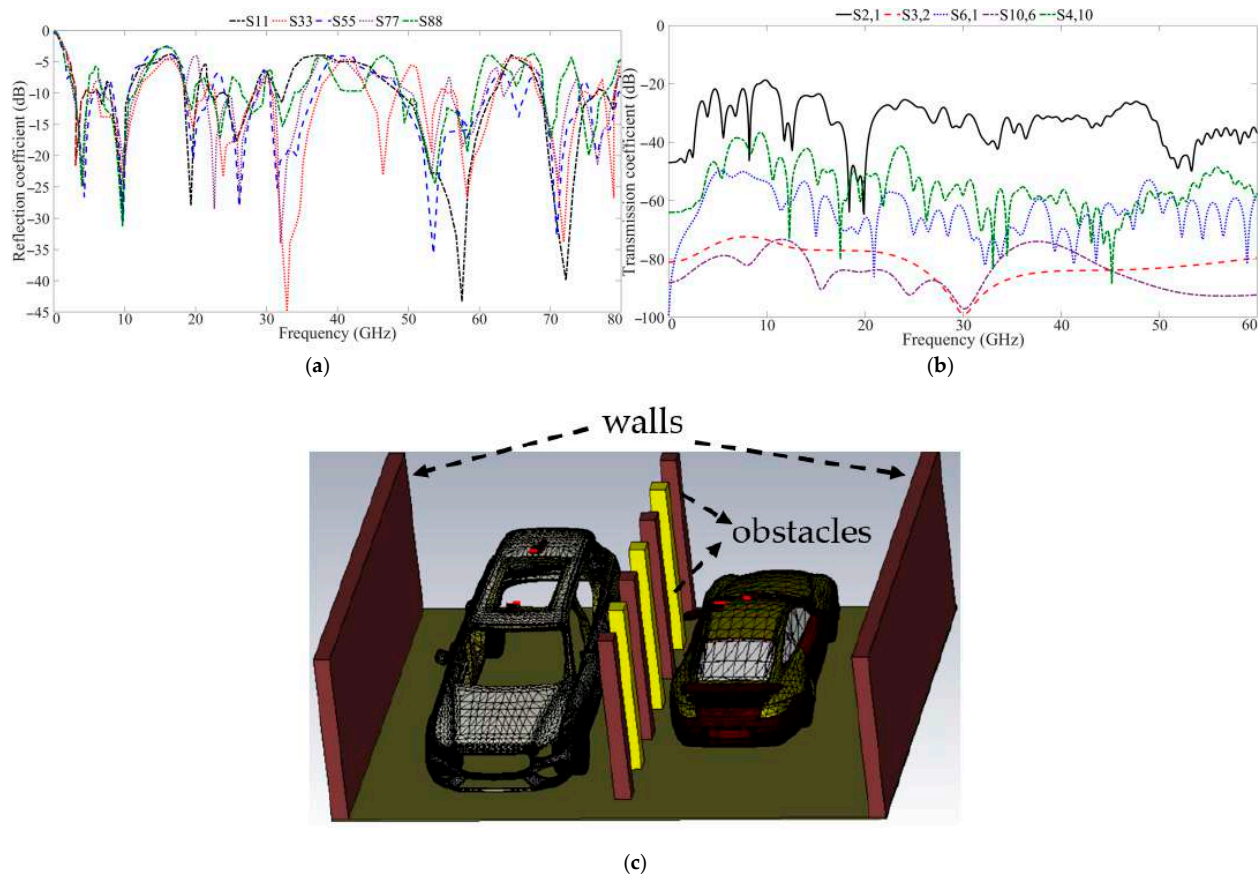 S11 S33 S55 S77 S88
Reflection coefficient (dB)
0
−5
−10
−15
−20
−25
−30
−35
−40
−45
0 10 20 30 40 50 60 70 80
Frequency (GHz)
(a)
S2,1 S3,2 S6,1 S10,6 S4,10
Transmission coefficient (dB)
0
−20
−40
−60
−80
−100
0 10 20 30 40 50 60
Frequency (GHz)
(b)
walls
obstacles
(c)